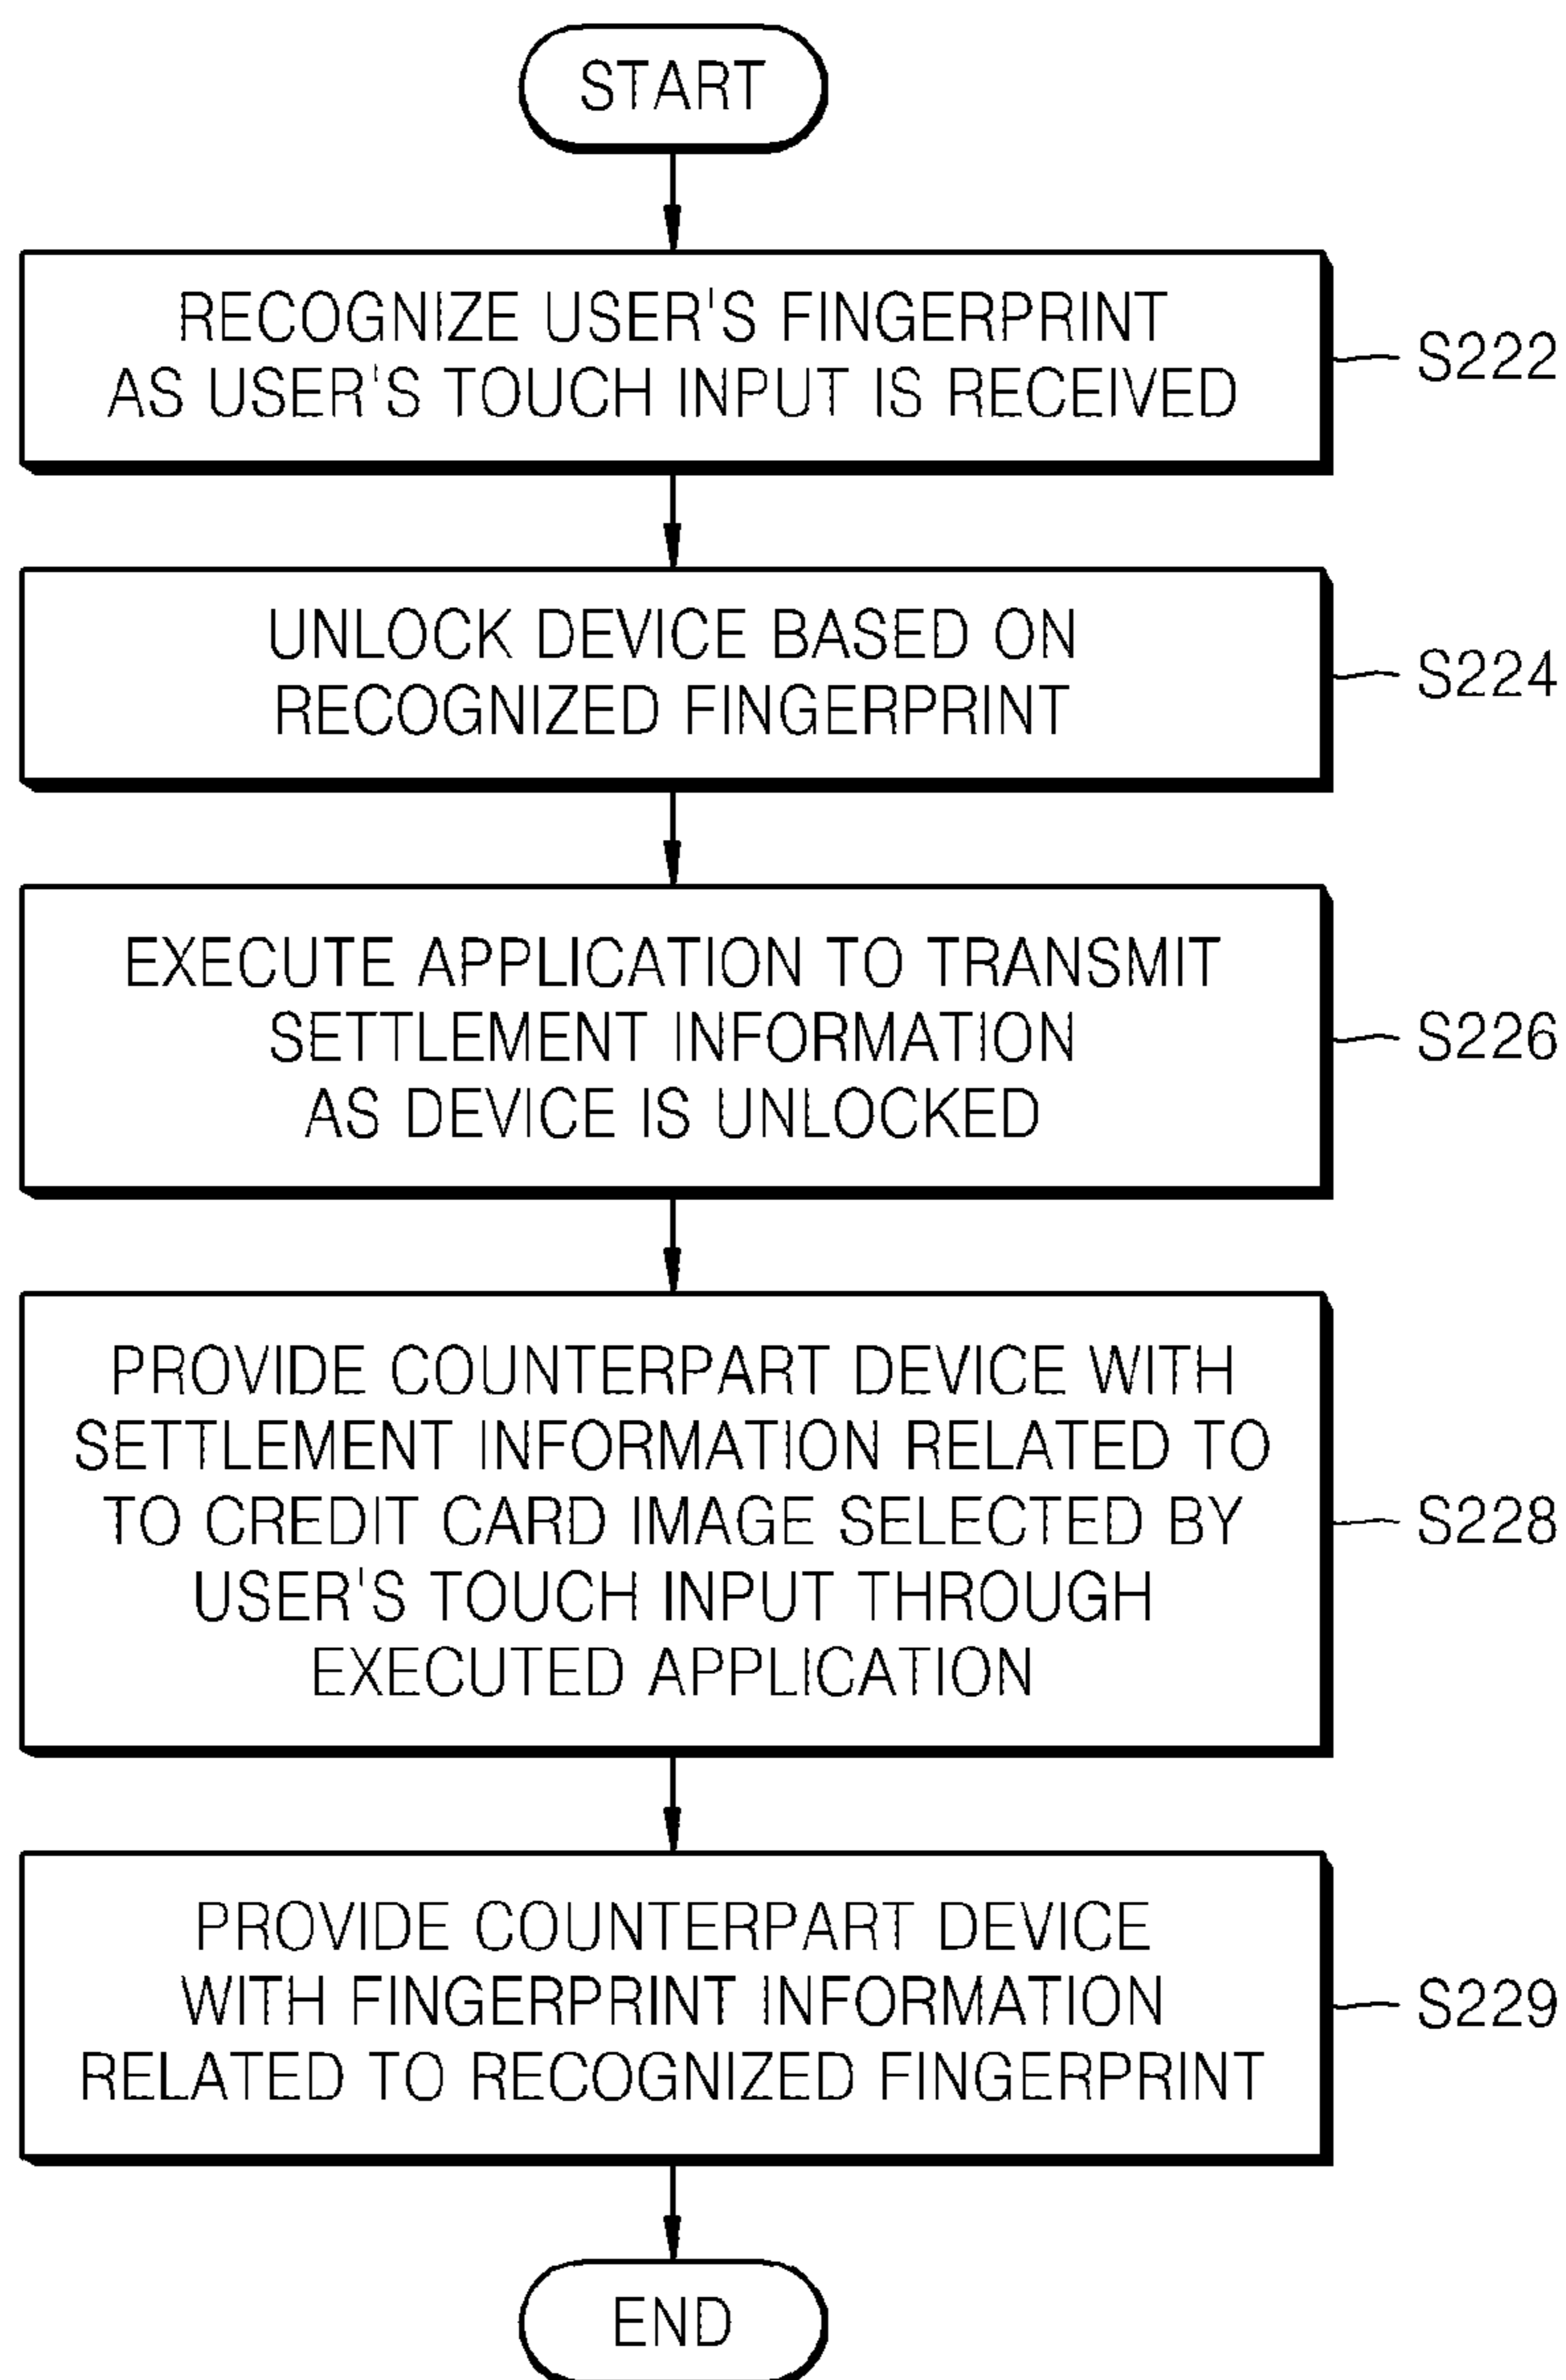 START
RECOGNIZE USER'S FINGERPRINT
AS USER'S TOUCH INPUT IS RECEIVED
S222
UNLOCK DEVICE BASED ON
RECOGNIZED FINGERPRINT
S224
EXECUTE APPLICATION TO TRANSMIT
SETTLEMENT INFORMATION
AS DEVICE IS UNLOCKED
S226
PROVIDE COUNTERPART DEVICE WITH
SETTLEMENT INFORMATION RELATED TO
TO CREDIT CARD IMAGE SELECTED BY
USER'S TOUCH INPUT THROUGH
EXECUTED APPLICATION
S228
PROVIDE COUNTERPART DEVICE
WITH FINGERPRINT INFORMATION
RELATED TO RECOGNIZED FINGERPRINT
S229
END